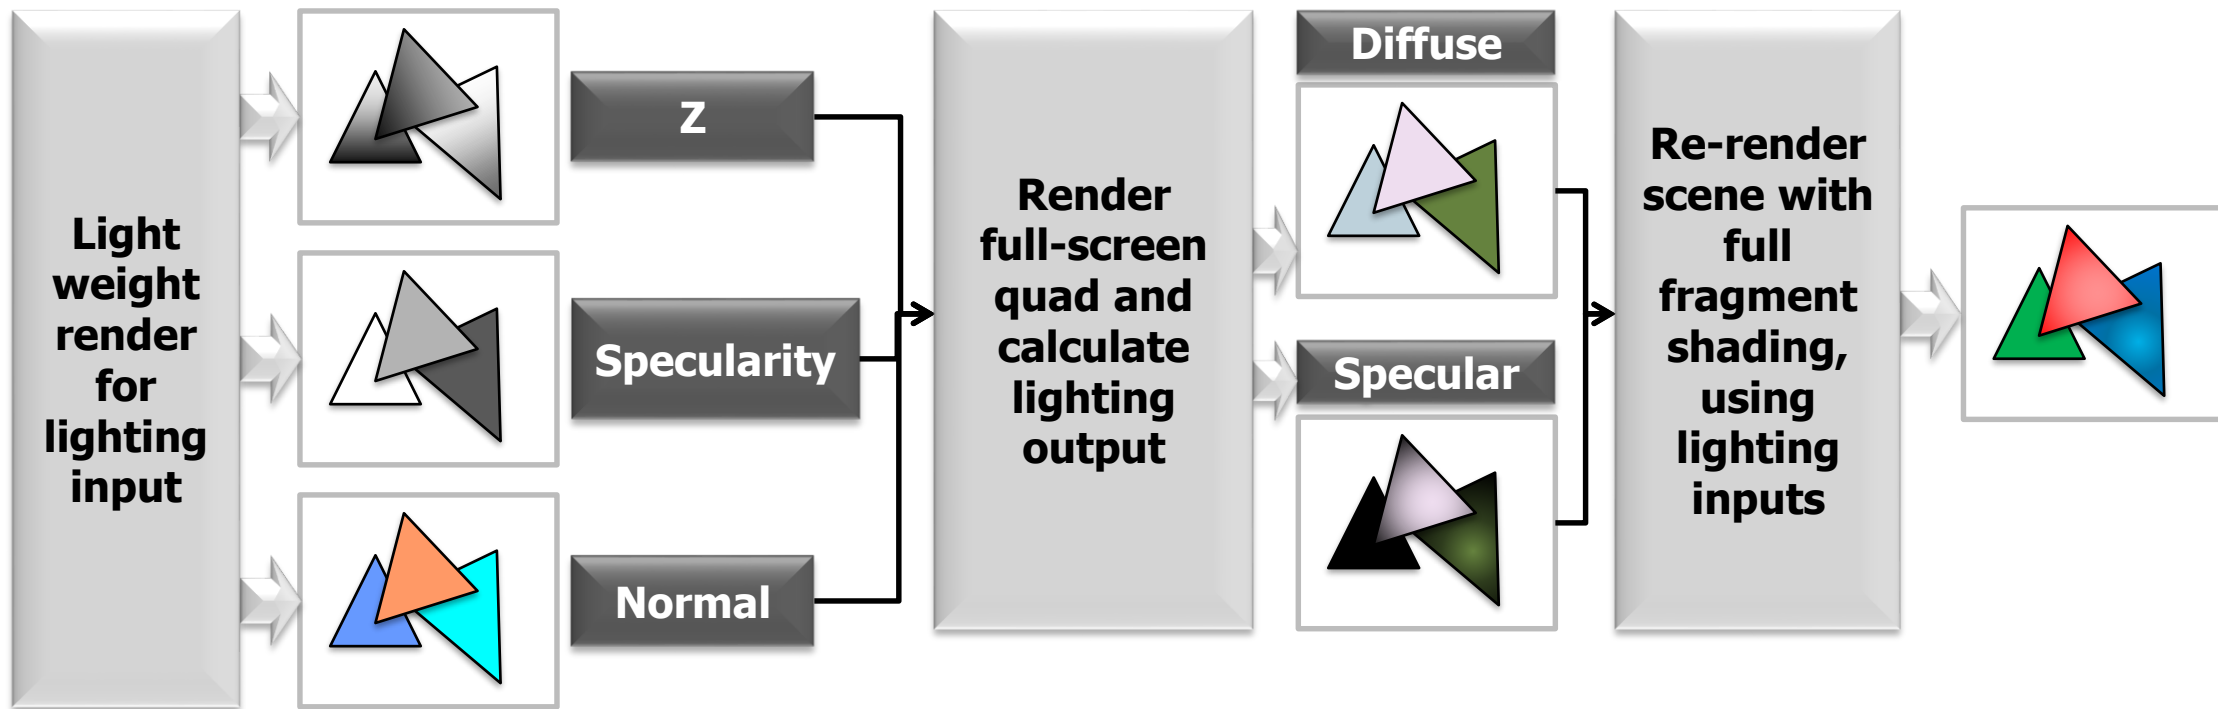 Light
weight
render
for
lighting
input
Z
Specularity
Normal
Render
full-screen
quad and
calculate
lighting
output
Diffuse
Specular
Re-render
scene with
full
fragment
shading,
using
lighting
inputs